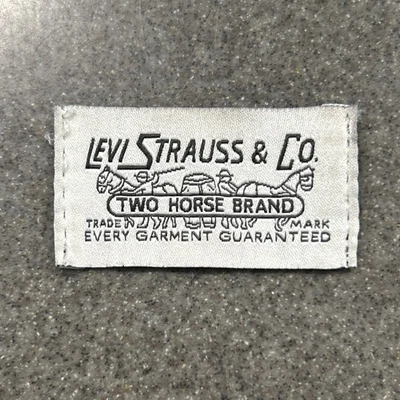 LEVI STRAUSS & CO.
TWO HORSE BRAND
TRADE MARK
EVERY GARMENT GUARANTEED